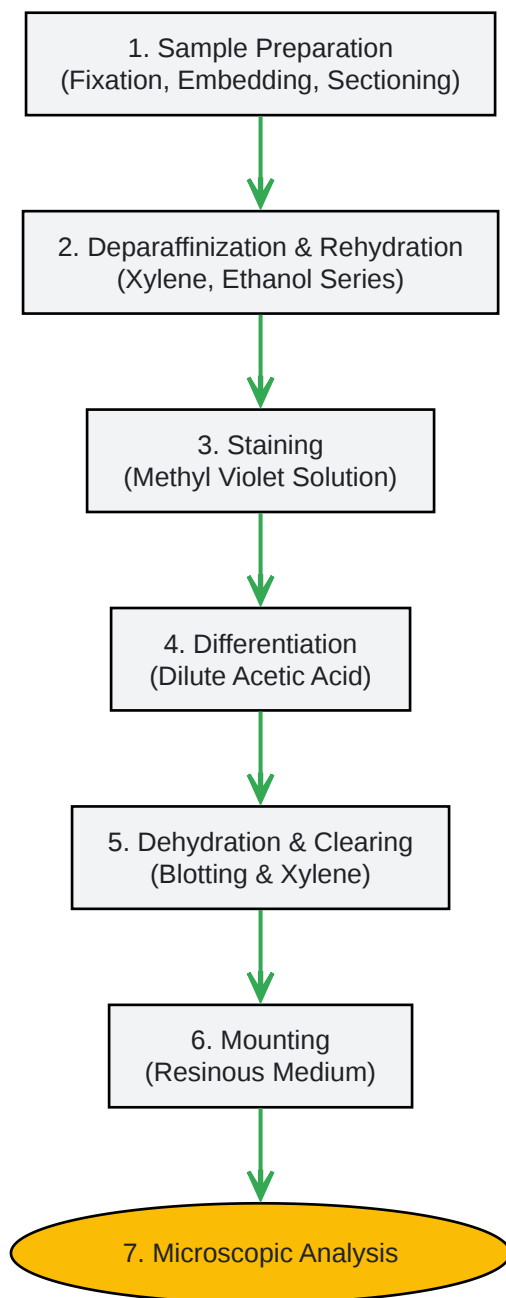 1. Sample Preparation
(Fixation, Embedding, Sectioning)
2. Deparaffinization & Rehydration
(Xylene, Ethanol Series)
3. Staining
(Methyl Violet Solution)
4. Differentiation
(Dilute Acetic Acid)
5. Dehydration & Clearing
(Blotting & Xylene)
6. Mounting
(Resinous Medium)
7. Microscopic Analysis